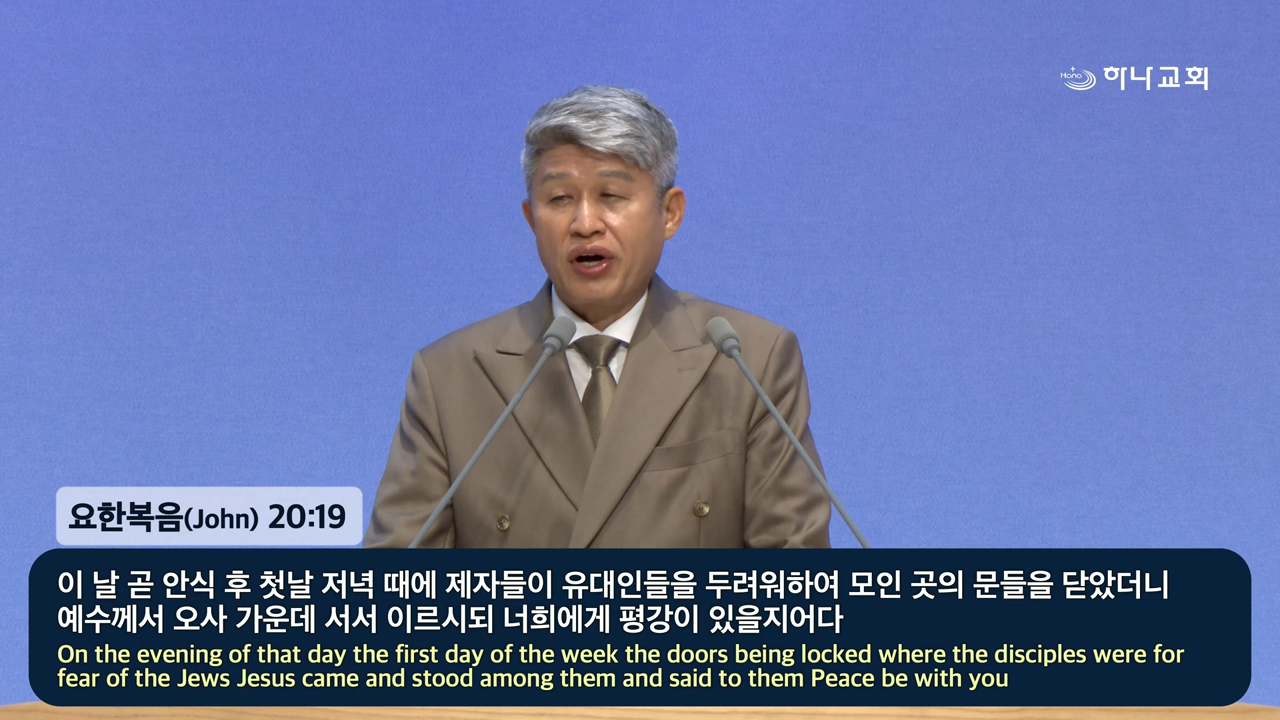 Hana 하나교회
요한복음(John) 20:19
이 날 곧 안식 후 첫날 저녁 때에 제자들이 유대인들을 두려워하여 모인 곳의 문들을 닫았더니
예수께서 오사 가운데 서서 이르시되 너희에게 평강이 있을지어다
On the evening of that day the first day of the week the doors being locked where the disciples were for
fear of the Jews Jesus came and stood among them and said to them Peace be with you